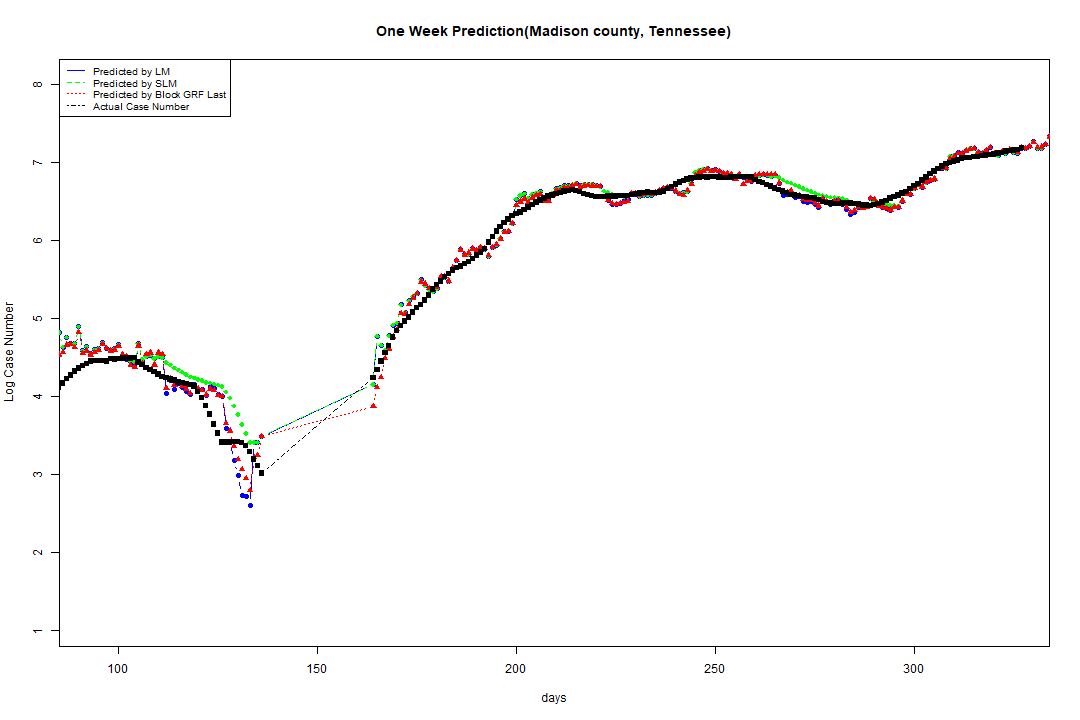 One Week Prediction(Madison county, Tennessee)
Predicted by LM
Predicted by SLM
Predicted by Block GRF Last
Actual Case Number
8
7
6
5
4
3
2
1
Log Case Number
100 150 200 250 300
days